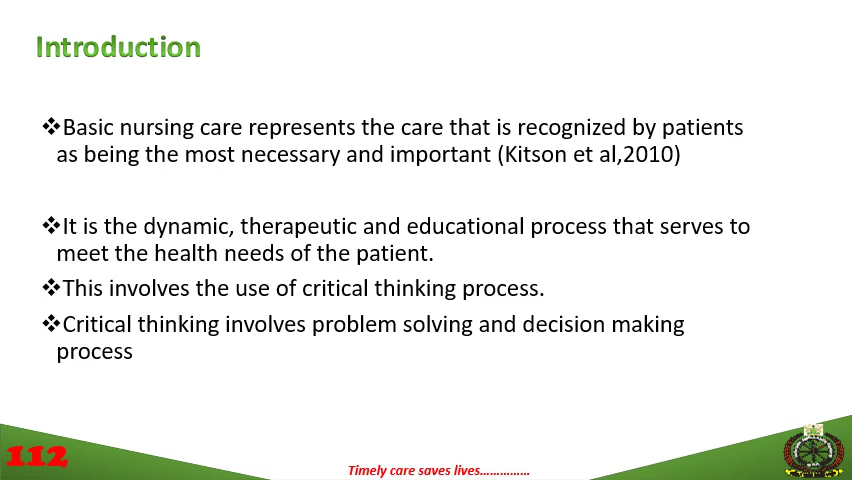 Introduction
❖Basic nursing care represents the care that is recognized by patients
as being the most necessary and important (Kitson et al,2010)
❖It is the dynamic, therapeutic and educational process that serves to
meet the health needs of the patient.
❖This involves the use of critical thinking process.
❖Critical thinking involves problem solving and decision making
process
112
Timely care saves lives……………